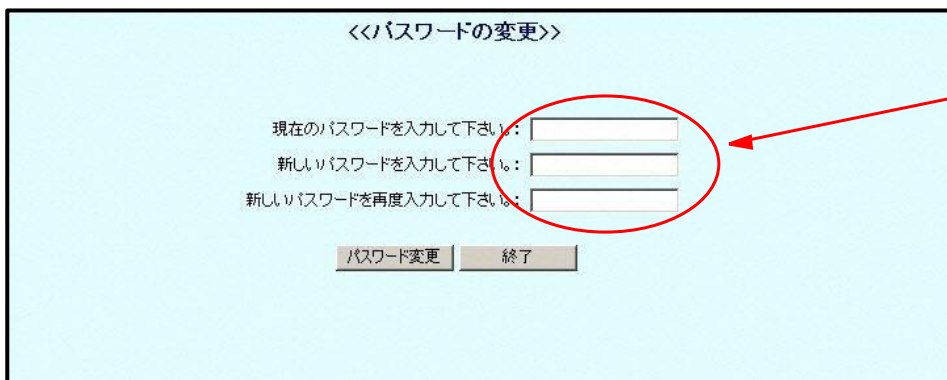 <<パスワードの変更>>
現在のパスワードを入力して下さい。:
新しいパスワードを入力して下さい。:
新しいパスワードを再度入力して下さい。:
パスワード変更 終了